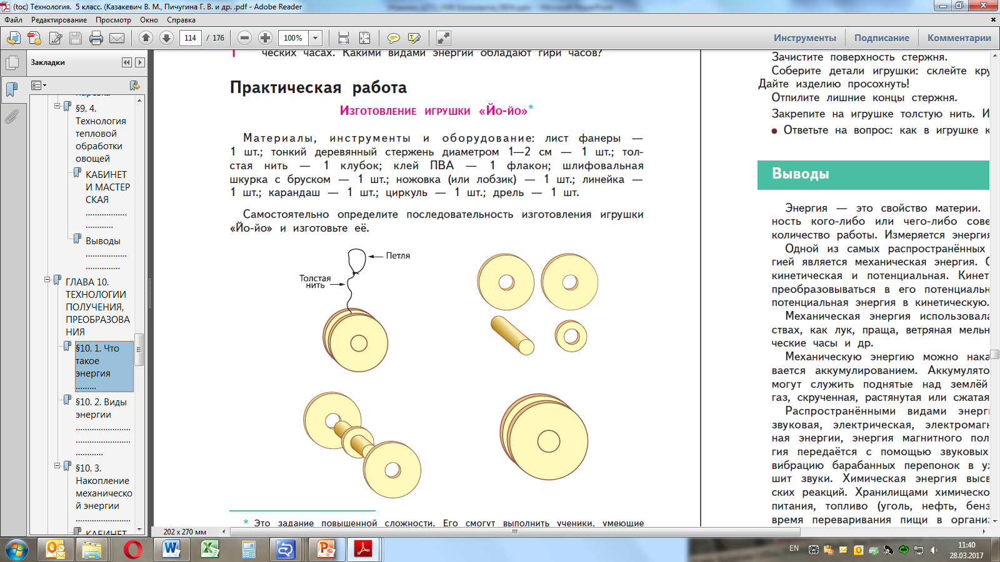 (toc) Технология.  5 класс. (Казакевич В. М., Пичугина Г. В. и др. .pdf - Adobe Reader
Файл Редактирование Просмотр Окно Справка
114 / 176 100% Инструменты Подписание Комментарии
Закладки
§9. 4.
Технология
тепловой
обработки
овощей
КАБИНЕТ
И МАСТЕР
СКАЯ
..................
............
Выводы
..................
...............
ГЛАВА 10.
ТЕХНОЛОГИИ
ПОЛУЧЕНИЯ,
ПРЕОБРАЗОВА
НИЯ
§10. 1. Что
такое
энергия
.........
§10. 2. Виды
энергии
........................
........................
............
§10. 3.
Накопление
механическо
й энергии
........................
КАБИНЕТ
ческих часах. Какими видами энергии обладают гири часов?
Практическая работа
Изготовление игрушки «Йо-йо»*
Материалы, инструменты и оборудование: лист фанеры —
1 шт.; тонкий деревянный стержень диаметром 1—2 см — 1 шт.; тол-
стая нить — 1 клубок; клей ПВА — 1 флакон; шлифовальная
шкурка с бруском — 1 шт.; ножовка (или лобзик) — 1 шт.; линейка —
1 шт.; карандаш — 1 шт.; циркуль — 1 шт.; дрель — 1 шт.
Самостоятельно определите последовательность изготовления игрушки
«Йо-йо» и изготовьте её.
Петля
Толстая
нить
* Это задание повышенной сложности. Его смогут выполнить ученики, умеющие
Зачистите поверхность стержня.
Соберите детали игрушки: склейте кру
Дайте изделию просохнуть!
Отпилите лишние концы стержня.
Закрепите на игрушке толстую нить. И
● Ответьте на вопрос: как в игрушке к
Выводы
Энергия — это свойство материи.
ность кого-либо или чего-либо сове
количество работы. Измеряется энергия
Одной из самых распространённых
гией является механическая энергия. С
кинетическая и потенциальная. Кинет
преобразовываться в его потенциальн
потенциальная энергия в кинетическую.
Механическая энергия использовала
ствах, как лук, праща, ветряная мельн
ческие часы и др.
Механическую энергию можно нака
вается аккумулированием. Аккумулято
могут служить поднятые над землёй
газ, скрученная, растянутая или сжатая
Распространёнными видами энерги
звуковая, электрическая, электромагн
ная энергии, энергия магнитного пол
гия передаётся с помощью звуковых
вибрацию барабанных перепонок в ух
шит звуки. Химическая энергия высв
ских реакций. Хранилищами химическо
питания, топливо (уголь, нефть, бенз
время переваривания пищи в организ
202 x 270 мм
EN
11:40
28.03.2017